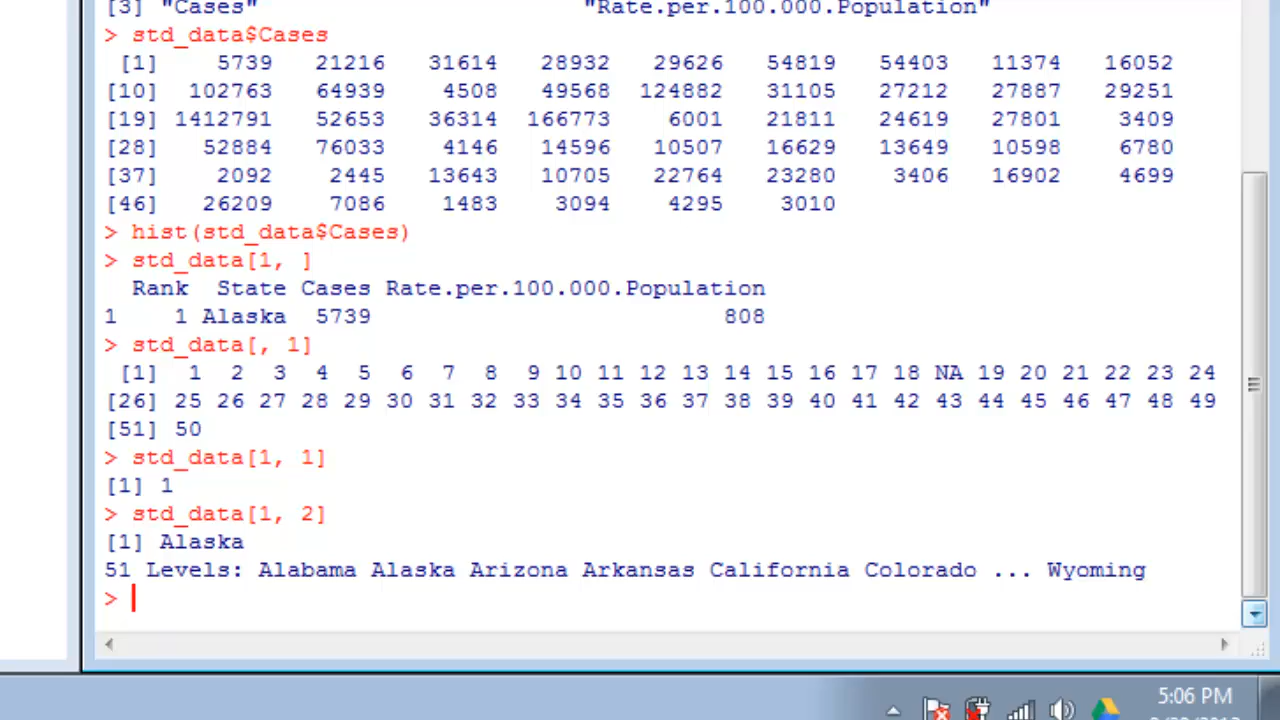 [3] "Cases" "Rate.per.100.000.Population"
> std_data$Cases
[1] 5739 21216 31614 28932 29626 54819 54403 11374 16052
[10] 102763 64939 4508 49568 124882 31105 27212 27887 29251
[19] 1412791 52653 36314 166773 6001 21811 24619 27801 3409
[28] 52884 76033 4146 14596 10507 16629 13649 10598 6780
[37] 2092 2445 13643 10705 22764 23280 3406 16902 4699
[46] 26209 7086 1483 3094 4295 3010
> hist(std_data$Cases)
> std_data[1, ]
Rank State Cases Rate.per.100.000.Population
1 1 Alaska 5739 808
> std_data[, 1]
[1] 1 2 3 4 5 6 7 8 9 10 11 12 13 14 15 16 17 18 NA 19 20 21 22 23 24
[26] 25 26 27 28 29 30 31 32 33 34 35 36 37 38 39 40 41 42 43 44 45 46 47 48 49
[51] 50
> std_data[1, 1]
[1] 1
> std_data[1, 2]
[1] Alaska
51 Levels: Alabama Alaska Arizona Arkansas California Colorado ... Wyoming
>
5:06 PM